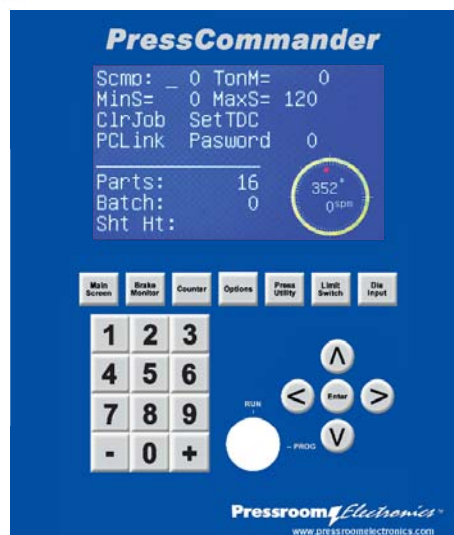 PressCommander
Scmp: _ 0 TonM= 0
MinS= 0 MaxS= 120
ClrJob SetTDC
PCLink Pasword 0
Parts: 16
Batch: 0
Sht Ht:
352°
0spm
Main Screen
Brake Monitor
Counter
Options
Press Utility
Limit Switch
Die Input
1 2 3
4 5 6
7 8 9
- 0 +
RUN
PROG
Λ
< Enter >
V
Pressroom Electronics
www.pressroomelectronics.com